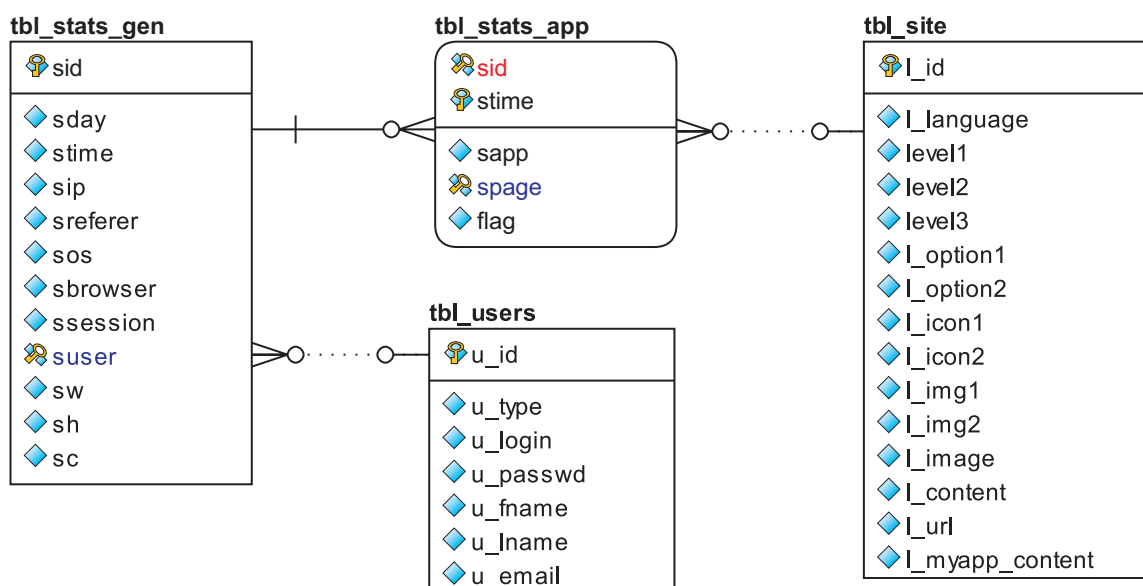 tbl_stats_gen
sid
sday
stime
sip
sreferer
sos
sbrowser
ssession
suser
sw
sh
sc
tbl_stats_app
sid
stime
sapp
spage
flag
tbl_users
u_id
u_type
u_login
u_passwd
u_fname
u_lname
u_email
tbl_site
l_id
l_language
level1
level2
level3
l_option1
l_option2
l_icon1
l_icon2
l_img1
l_img2
l_image
l_content
l_url
l_myapp_content